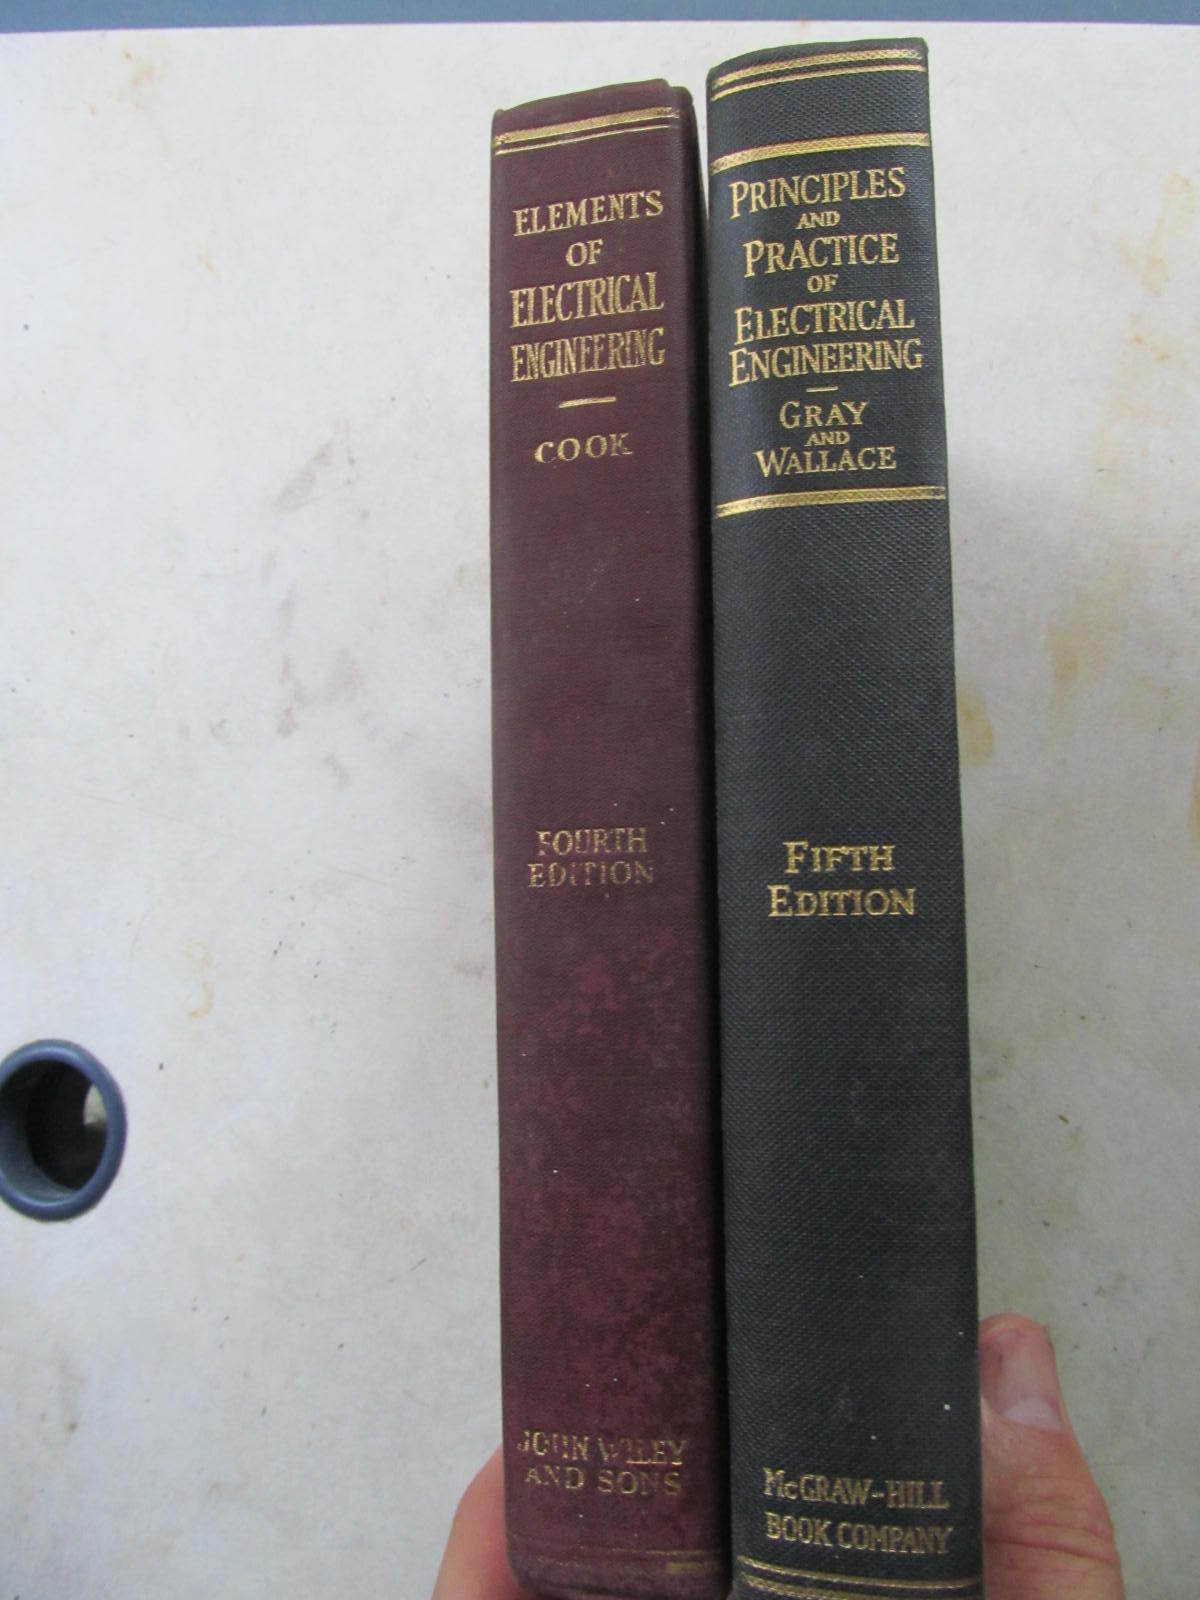 ELEMENTS
OF
ELECTRICAL
ENGINEERING
COOK
FOURTH
EDITION
JOHN WILEY
AND SONS
PRINCIPLES
AND
PRACTICE
OF
ELECTRICAL
ENGINEERING
GRAY
AND
WALLACE
FIFTH
EDITION
McGRAW-HILL
BOOK COMPANY